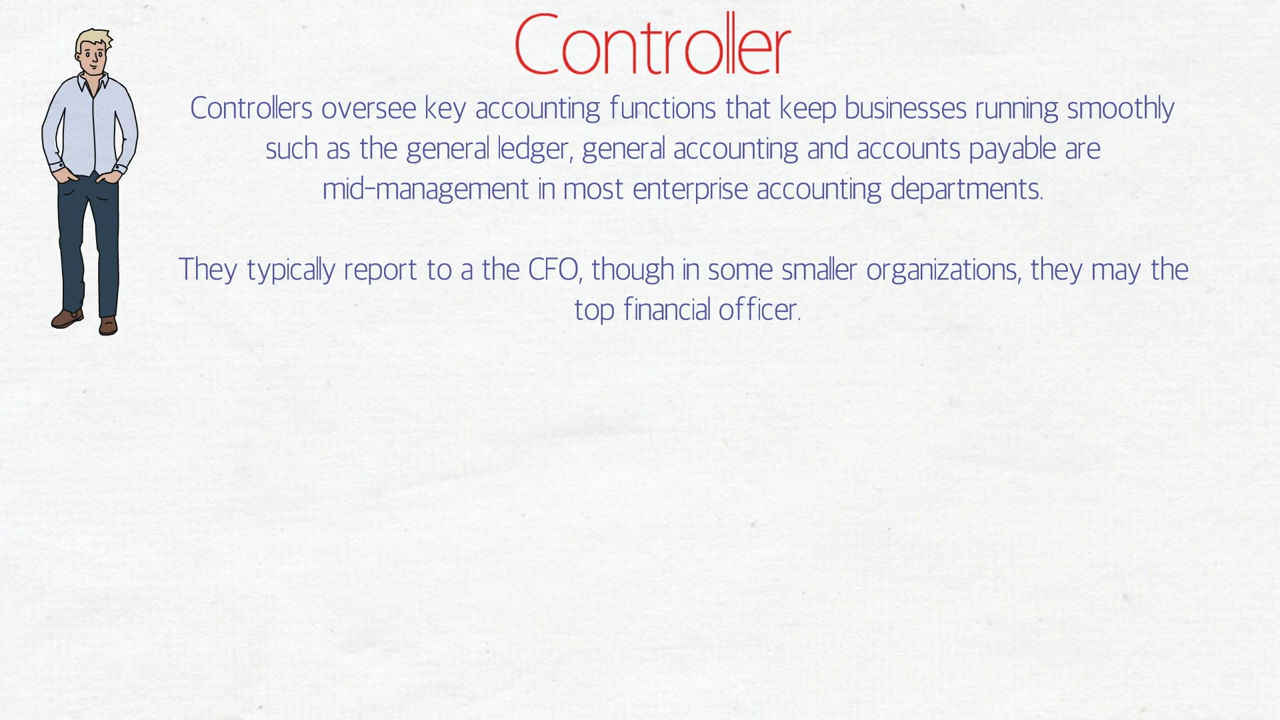 Controller
Controllers oversee key accounting functions that keep businesses running smoothly
such as the general ledger, general accounting and accounts payable are
mid-management in most enterprise accounting departments.
They typically report to a the CFO, though in some smaller organizations, they may the
top financial officer.